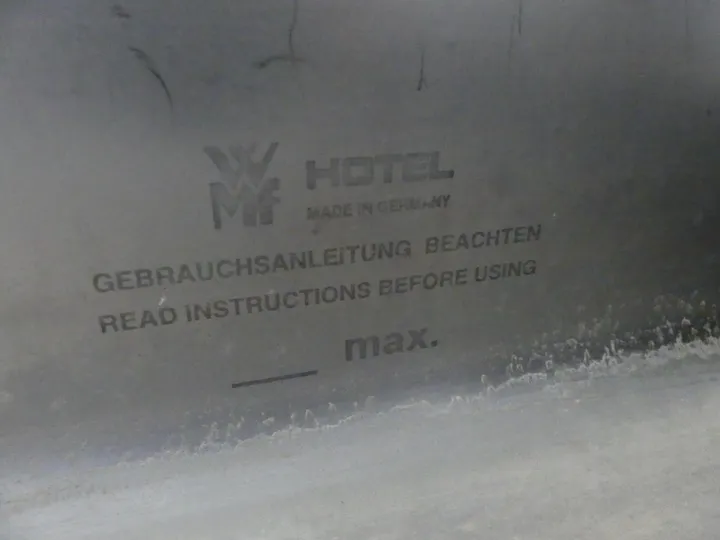 WMF HOTEL
MADE IN GERMANY
GEBRAUCHSANLEITUNG BEACHTEN
READ INSTRUCTIONS BEFORE USING
max.